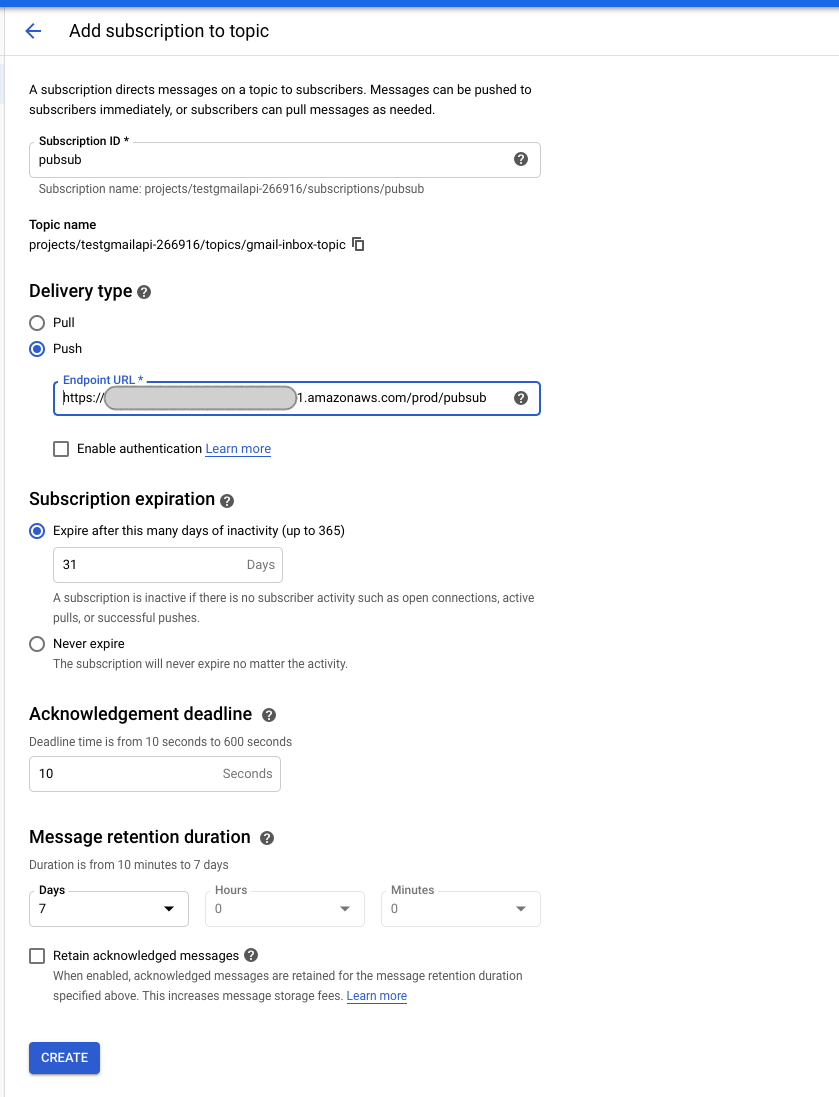 Add subscription to topic
A subscription directs messages on a topic to subscribers. Messages can be pushed to
subscribers immediately, or subscribers can pull messages as needed.
Subscription ID *
pubsub
Subscription name: projects/testgmailapi-266916/subscriptions/pubsub
Topic name
projects/testgmailapi-266916/topics/gmail-inbox-topic
Delivery type
Pull
Push
Endpoint URL *
https:// 1.amazonaws.com/prod/pubsub
Enable authentication Learn more
Subscription expiration
Expire after this many days of inactivity (up to 365)
31 Days
A subscription is inactive if there is no subscriber activity such as open connections, active
pulls, or successful pushes.
Never expire
The subscription will never expire no matter the activity.
Acknowledgement deadline
Deadline time is from 10 seconds to 600 seconds
10 Seconds
Message retention duration
Duration is from 10 minutes to 7 days
Days Hours Minutes
7 0 0
Retain acknowledged messages
When enabled, acknowledged messages are retained for the message retention duration
specified above. This increases message storage fees. Learn more
CREATE